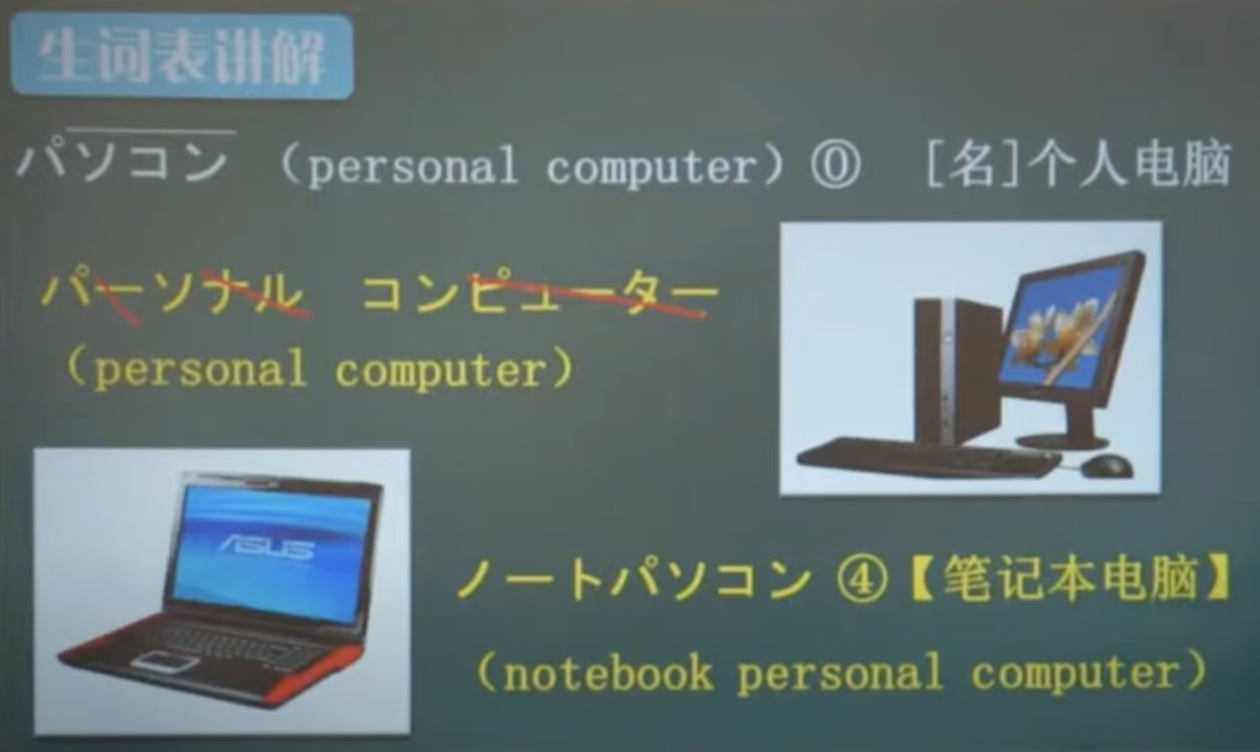 生词表讲解
パソコン （personal computer）⓪ [名]个人电脑
パーソナル コンピューター
（personal computer）
ASUS
ノートパソコン ④【笔记本电脑】
（notebook personal computer）